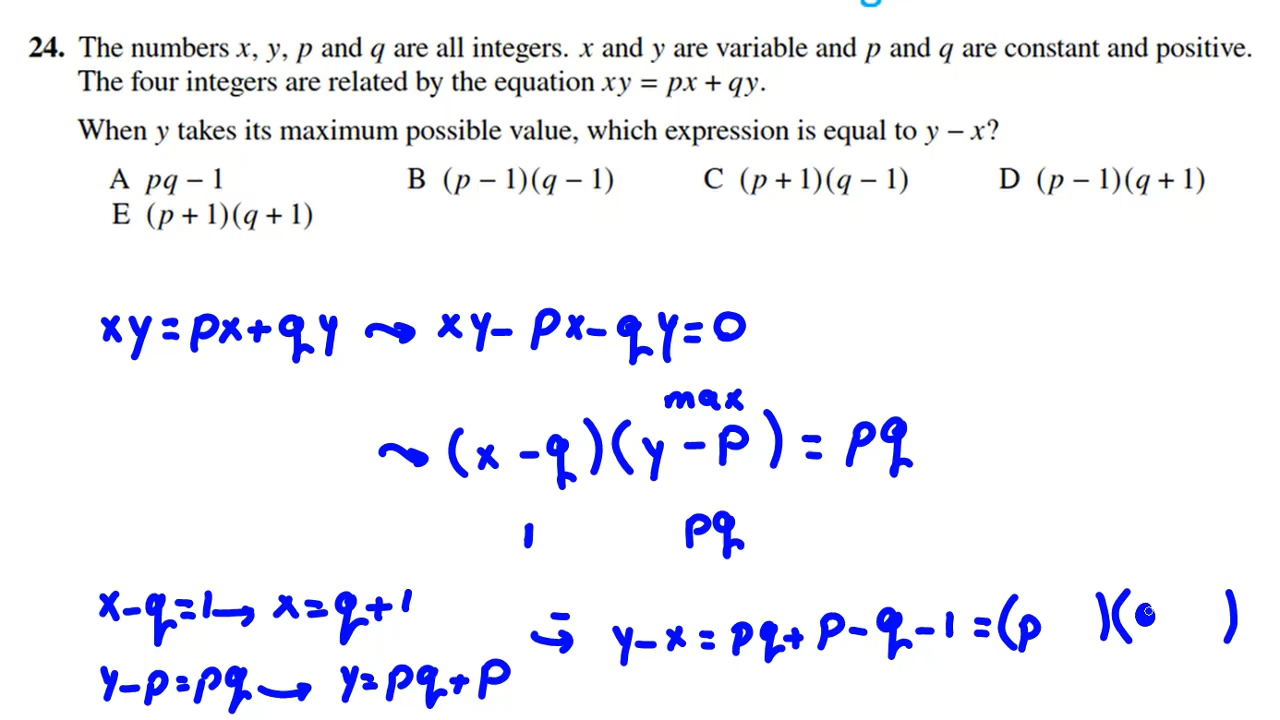 24. The numbers x, y, p and q are all integers. x and y are variable and p and q are constant and positive.
The four integers are related by the equation xy = px + qy.
When y takes its maximum possible value, which expression is equal to y − x?
A pq − 1 B (p − 1)(q − 1) C (p + 1)(q − 1) D (p − 1)(q + 1)
E (p + 1)(q + 1)
xy = px + qy ⇝ xy − px − qy = 0
max
⇝ (x − q)(y − p) = pq
1 pq
x − q = 1 → x = q + 1
y − x = pq + p − q − 1 = (p )( )
y − p = pq → y = pq + p